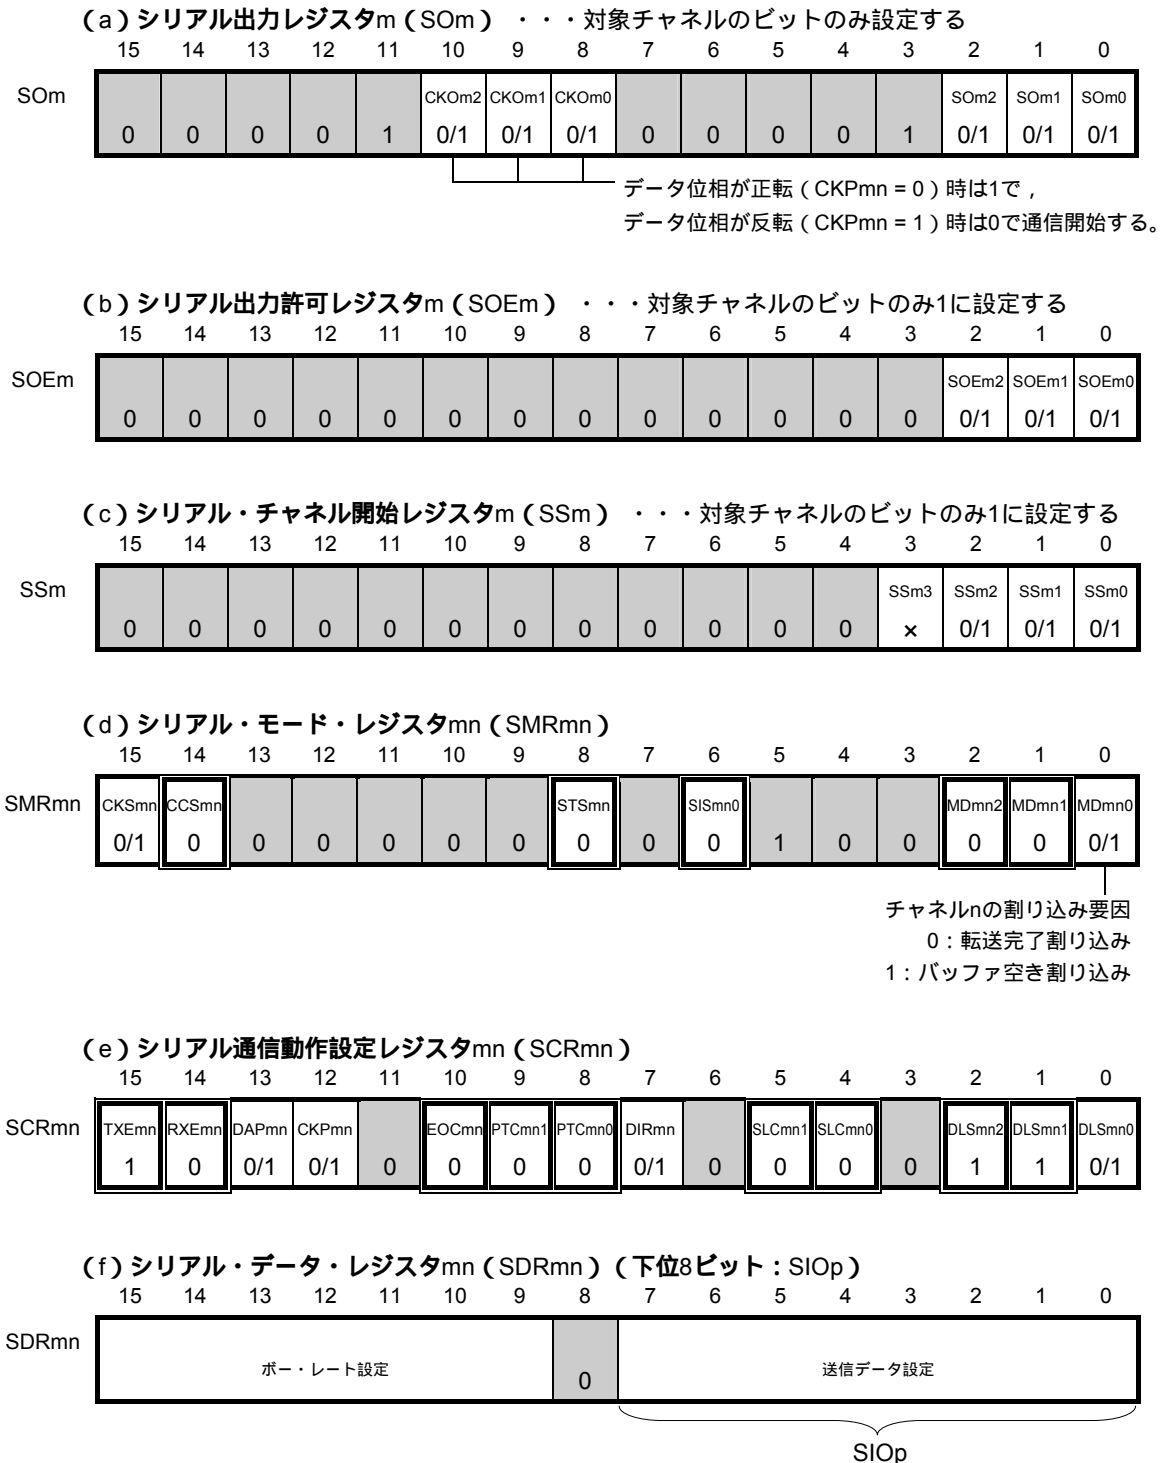 (a)シリアル出力レジスタm(SOm) ・・・対象チャネルのビットのみ設定する
15 14 13 12 11 10 9 8 7 6 5 4 3 2 1 0
SOm
CKOm2 CKOm1 CKOm0 SOm2 SOm1 SOm0
0 0 0 0 1 0/1 0/1 0/1 0 0 0 0 1 0/1 0/1 0/1
データ位相が正転(CKPmn = 0)時は1で,
データ位相が反転(CKPmn = 1)時は0で通信開始する。
(b)シリアル出力許可レジスタm(SOEm) ・・・対象チャネルのビットのみ1に設定する
15 14 13 12 11 10 9 8 7 6 5 4 3 2 1 0
SOEm
SOEm2 SOEm1 SOEm0
0 0 0 0 0 0 0 0 0 0 0 0 0 0/1 0/1 0/1
(c)シリアル・チャネル開始レジスタm(SSm) ・・・対象チャネルのビットのみ1に設定する
15 14 13 12 11 10 9 8 7 6 5 4 3 2 1 0
SSm
SSm3 SSm2 SSm1 SSm0
0 0 0 0 0 0 0 0 0 0 0 0 × 0/1 0/1 0/1
(d)シリアル・モード・レジスタmn(SMRmn)
15 14 13 12 11 10 9 8 7 6 5 4 3 2 1 0
SMRmn
CKSmn CCSmn STSmn SISmn0 MDmn2 MDmn1 MDmn0
0/1 0 0 0 0 0 0 0 0 0 1 0 0 0 0 0/1
チャネルnの割り込み要因
0:転送完了割り込み
1:バッファ空き割り込み
(e)シリアル通信動作設定レジスタmn(SCRmn)
15 14 13 12 11 10 9 8 7 6 5 4 3 2 1 0
SCRmn
TXEmn RXEmn DAPmn CKPmn EOCmn PTCmn1 PTCmn0 DIRmn SLCmn1 SLCmn0 DLSmn2 DLSmn1 DLSmn0
1 0 0/1 0/1 0 0 0 0 0/1 0 0 0 0 1 1 0/1
(f)シリアル・データ・レジスタmn(SDRmn)(下位8ビット:SIOp)
15 14 13 12 11 10 9 8 7 6 5 4 3 2 1 0
SDRmn
ボー・レート設定 0 送信データ設定
SIOp